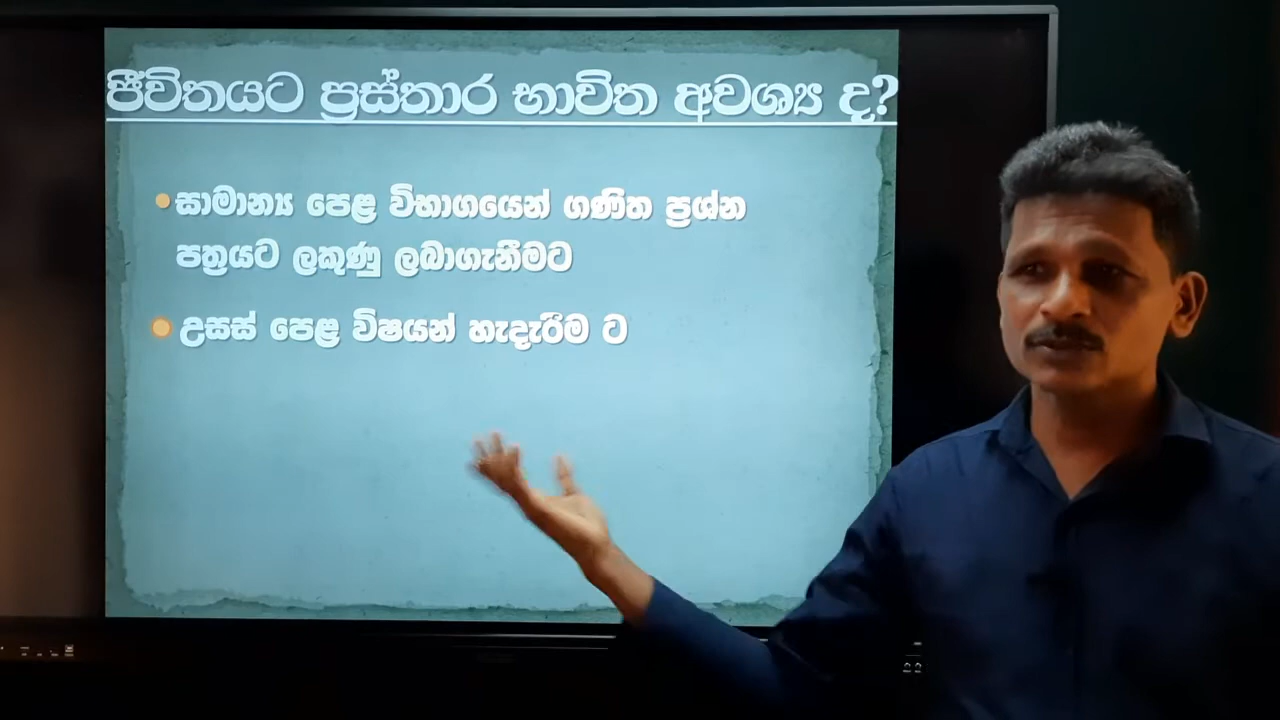 ජීවිතයට ප්‍රස්තාර භාවිත අවශ්‍ය ද?
සාමාන්‍ය පෙළ විභාගයෙන් ගණිත ප්‍රශ්න
පත්‍රයට ලකුණු ලබාගැනීමට
උසස් පෙළ විෂයන් හැදෑරීම ට